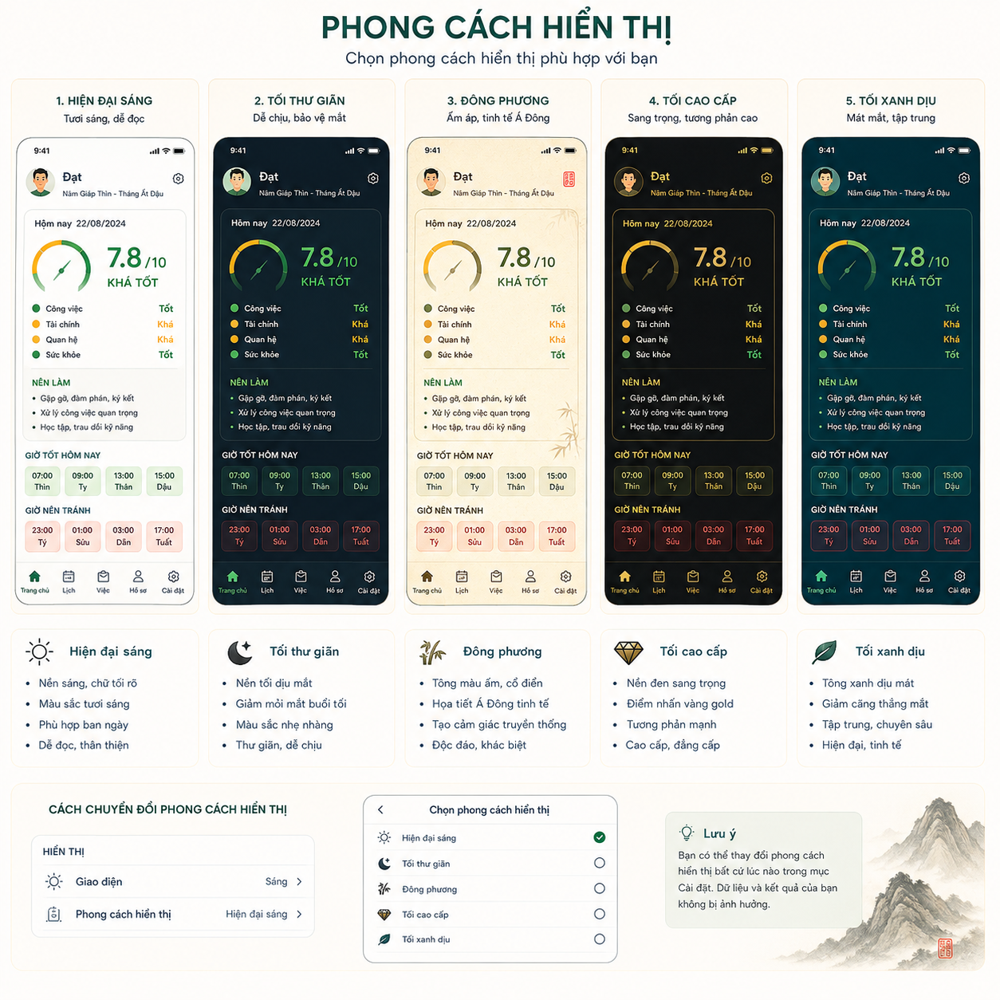 PHONG CÁCH HIỂN THỊ
Chọn phong cách hiển thị phù hợp với bạn
1. HIỆN ĐẠI SÁNG
Tươi sáng, dễ đọc
9:41
Đạt
Năm Giáp Thìn - Tháng Ất Dậu
Hôm nay 22/08/2024
7.8 /10
KHÁ TỐT
Công việc Tốt
Tài chính Khá
Quan hệ Khá
Sức khỏe Tốt
NÊN LÀM
• Gặp gỡ, đàm phán, ký kết
• Xử lý công việc quan trọng
• Học tập, trau dồi kỹ năng
GIỜ TỐT HÔM NAY
07:00 09:00 13:00 15:00
Thìn Tỵ Thân Dậu
GIỜ NÊN TRÁNH
23:00 01:00 03:00 17:00
Tý Sửu Dần Tuất
Trang chủ Lịch Việc Hồ sơ Cài đặt
2. TỐI THƯ GIÃN
Dễ chịu, bảo vệ mắt
9:41
Đạt
Năm Giáp Thìn - Tháng Ất Dậu
Hôm nay 22/08/2024
7.8 /10
KHÁ TỐT
Công việc Tốt
Tài chính Khá
Quan hệ Khá
Sức khỏe Tốt
NÊN LÀM
• Gặp gỡ, đàm phán, ký kết
• Xử lý công việc quan trọng
• Học tập, trau dồi kỹ năng
GIỜ TỐT HÔM NAY
07:00 09:00 13:00 15:00
Thìn Tỵ Thân Dậu
GIỜ NÊN TRÁNH
23:00 01:00 03:00 17:00
Tý Sửu Dần Tuất
Trang chủ Lịch Việc Hồ sơ Cài đặt
3. ĐÔNG PHƯƠNG
Ấm áp, tinh tế Á Đông
9:41
Đạt
Năm Giáp Thìn - Tháng Ất Dậu
Hôm nay 22/08/2024
7.8 /10
KHÁ TỐT
Công việc Tốt
Tài chính Khá
Quan hệ Khá
Sức khỏe Tốt
NÊN LÀM
• Gặp gỡ, đàm phán, ký kết
• Xử lý công việc quan trọng
• Học tập, trau dồi kỹ năng
GIỜ TỐT HÔM NAY
07:00 09:00 13:00 15:00
Thìn Tỵ Thân Dậu
GIỜ NÊN TRÁNH
23:00 01:00 03:00 17:00
Tý Sửu Dần Tuất
Trang chủ Lịch Việc Hồ sơ Cài đặt
4. TỐI CAO CẤP
Sang trọng, tương phản cao
9:41
Đạt
Năm Giáp Thìn - Tháng Ất Dậu
Hôm nay 22/08/2024
7.8 /10
KHÁ TỐT
Công việc Tốt
Tài chính Khá
Quan hệ Khá
Sức khỏe Tốt
NÊN LÀM
• Gặp gỡ, đàm phán, ký kết
• Xử lý công việc quan trọng
• Học tập, trau dồi kỹ năng
GIỜ TỐT HÔM NAY
07:00 09:00 13:00 15:00
Thìn Tỵ Thân Dậu
GIỜ NÊN TRÁNH
23:00 01:00 03:00 17:00
Tý Sửu Dần Tuất
Trang chủ Lịch Việc Hồ sơ Cài đặt
5. TỐI XANH DỊU
Mát mắt, tập trung
9:41
Đạt
Năm Giáp Thìn - Tháng Ất Dậu
Hôm nay 22/08/2024
7.8 /10
KHÁ TỐT
Công việc Tốt
Tài chính Khá
Quan hệ Khá
Sức khỏe Tốt
NÊN LÀM
• Gặp gỡ, đàm phán, ký kết
• Xử lý công việc quan trọng
• Học tập, trau dồi kỹ năng
GIỜ TỐT HÔM NAY
07:00 09:00 13:00 15:00
Thìn Tỵ Thân Dậu
GIỜ NÊN TRÁNH
23:00 01:00 03:00 17:00
Tý Sửu Dần Tuất
Trang chủ Lịch Việc Hồ sơ Cài đặt
Hiện đại sáng
• Nền sáng, chữ tối rõ
• Màu sắc tươi sáng
• Phù hợp ban ngày
• Dễ đọc, thân thiện
Tối thư giãn
• Nền tối dịu mắt
• Giảm mỏi mắt buổi tối
• Màu sắc nhẹ nhàng
• Thư giãn, dễ chịu
Đông phương
• Tông màu ấm, cổ điển
• Họa tiết Á Đông tinh tế
• Tạo cảm giác truyền thống
• Độc đáo, khác biệt
Tối cao cấp
• Nền đen sang trọng
• Điểm nhấn vàng gold
• Tương phản mạnh
• Cao cấp, đẳng cấp
Tối xanh dịu
• Tông xanh dịu mát
• Giảm căng thẳng mắt
• Tập trung, chuyên sâu
• Hiện đại, tinh tế
CÁCH CHUYỂN ĐỔI PHONG CÁCH HIỂN THỊ
HIỂN THỊ
Giao diện Sáng
Phong cách hiển thị Hiện đại sáng
Chọn phong cách hiển thị
Hiện đại sáng
Tối thư giãn
Đông phương
Tối cao cấp
Tối xanh dịu
Lưu ý
Bạn có thể thay đổi phong cách
hiển thị bất cứ lúc nào trong mục
Cài đặt. Dữ liệu và kết quả của bạn
không bị ảnh hưởng.